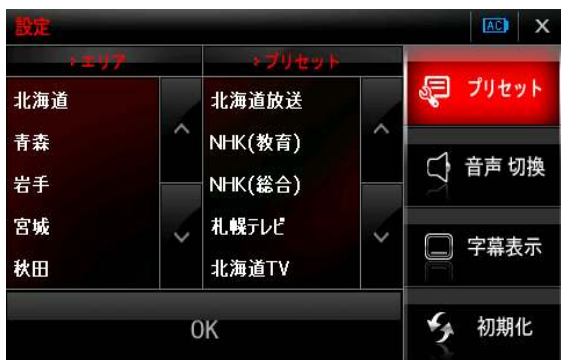 設定
AC
X
›エリア
›プリセット
北海道
青森
岩手
宮城
秋田
北海道放送
NHK(教育)
NHK(総合)
札幌テレビ
北海道TV
プリセット
音声 切換
字幕表示
初期化
OK